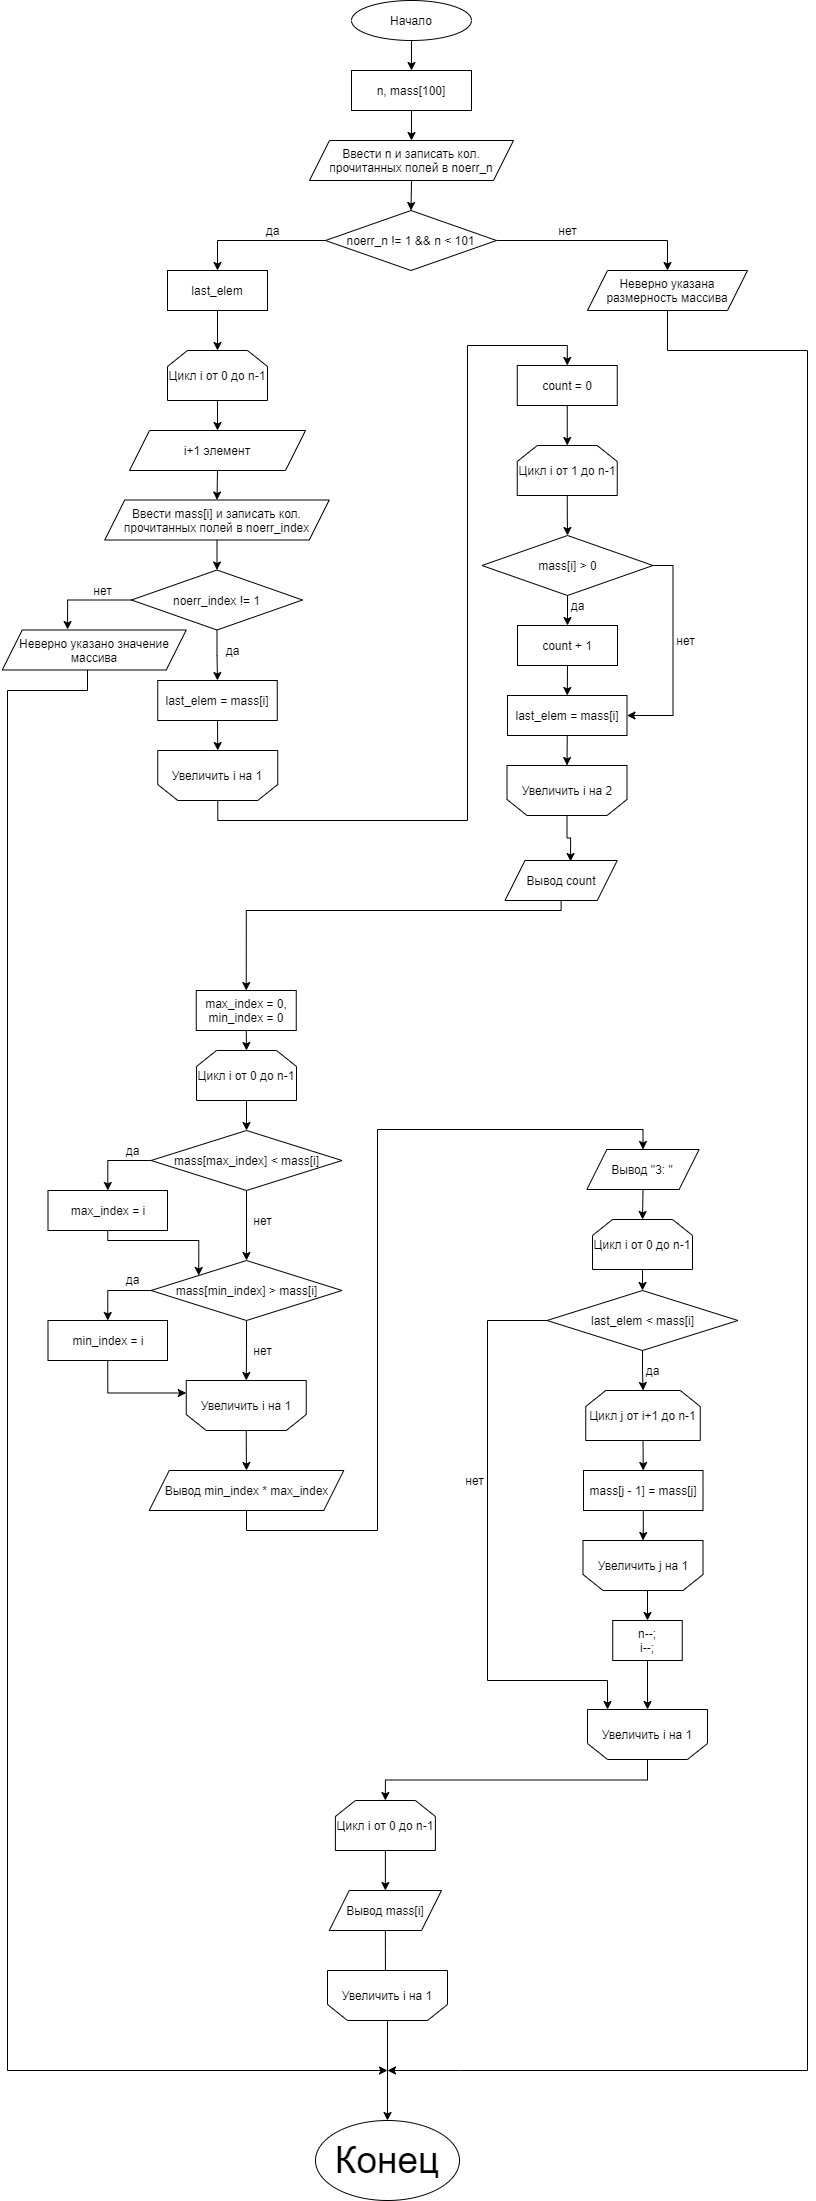 Начало
n, mass[100]
Ввести n и записать кол.
прочитанных полей в noerr_n
noerr_n != 1 && n < 101
да
нет
last_elem
Неверно указана
размерность массива
Цикл i от 0 до n-1
i+1 элемент
Ввести mass[i] и записать кол.
прочитанных полей в noerr_index
noerr_index != 1
нет
да
Неверно указано значение
массива
last_elem = mass[i]
Увеличить i на 1
count = 0
Цикл i от 1 до n-1
mass[i] > 0
да
нет
count + 1
last_elem = mass[i]
Увеличить i на 2
Вывод count
max_index = 0,
min_index = 0
Цикл i от 0 до n-1
mass[max_index] < mass[i]
да
max_index = i
нет
mass[min_index] > mass[i]
да
min_index = i
нет
Увеличить i на 1
Вывод min_index * max_index
Вывод "3: "
Цикл i от 0 до n-1
last_elem < mass[i]
да
нет
Цикл j от i+1 до n-1
mass[j - 1] = mass[j]
Увеличить j на 1
n--;
i--;
Увеличить i на 1
Цикл i от 0 до n-1
Вывод mass[i]
Увеличить i на 1
Конец